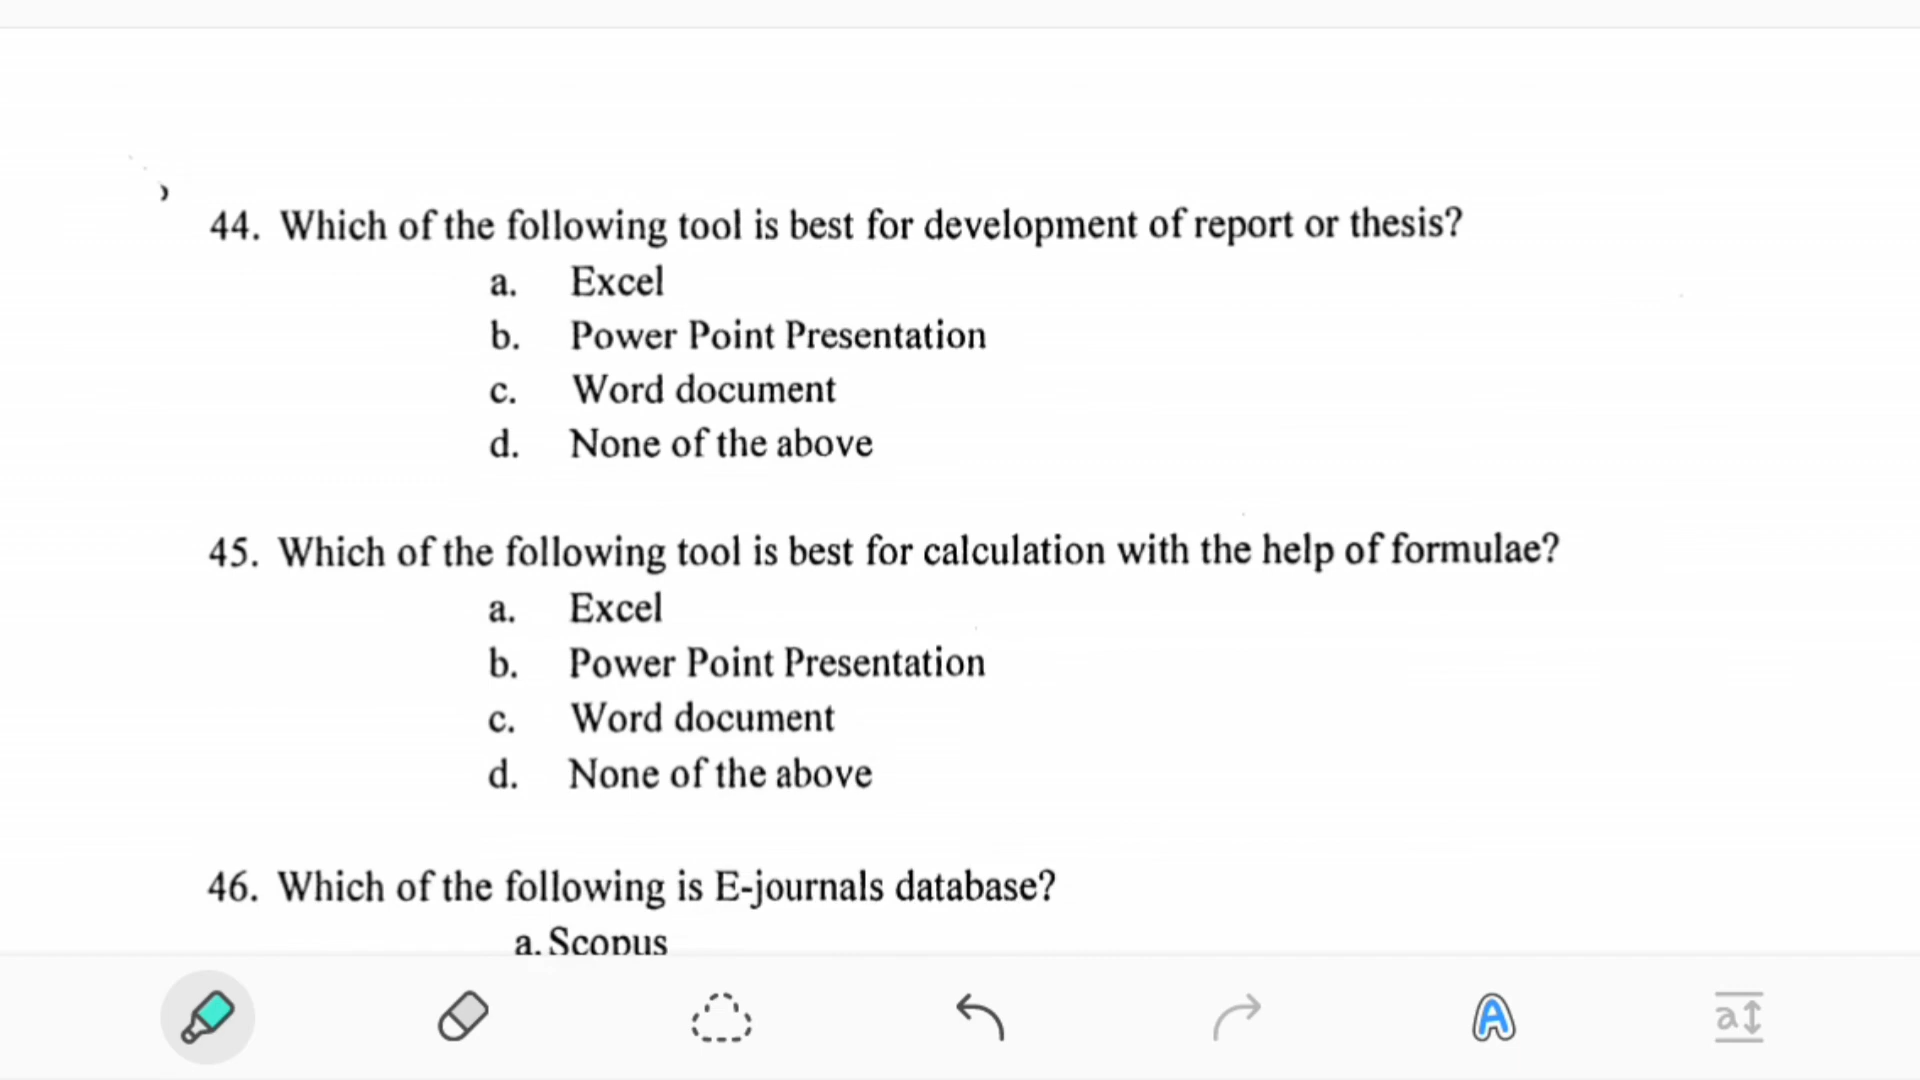 44. Which of the following tool is best for development of report or thesis?
a. Excel
b. Power Point Presentation
c. Word document
d. None of the above
45. Which of the following tool is best for calculation with the help of formulae?
a. Excel
b. Power Point Presentation
c. Word document
d. None of the above
46. Which of the following is E-journals database?
a. Scopus
A
a